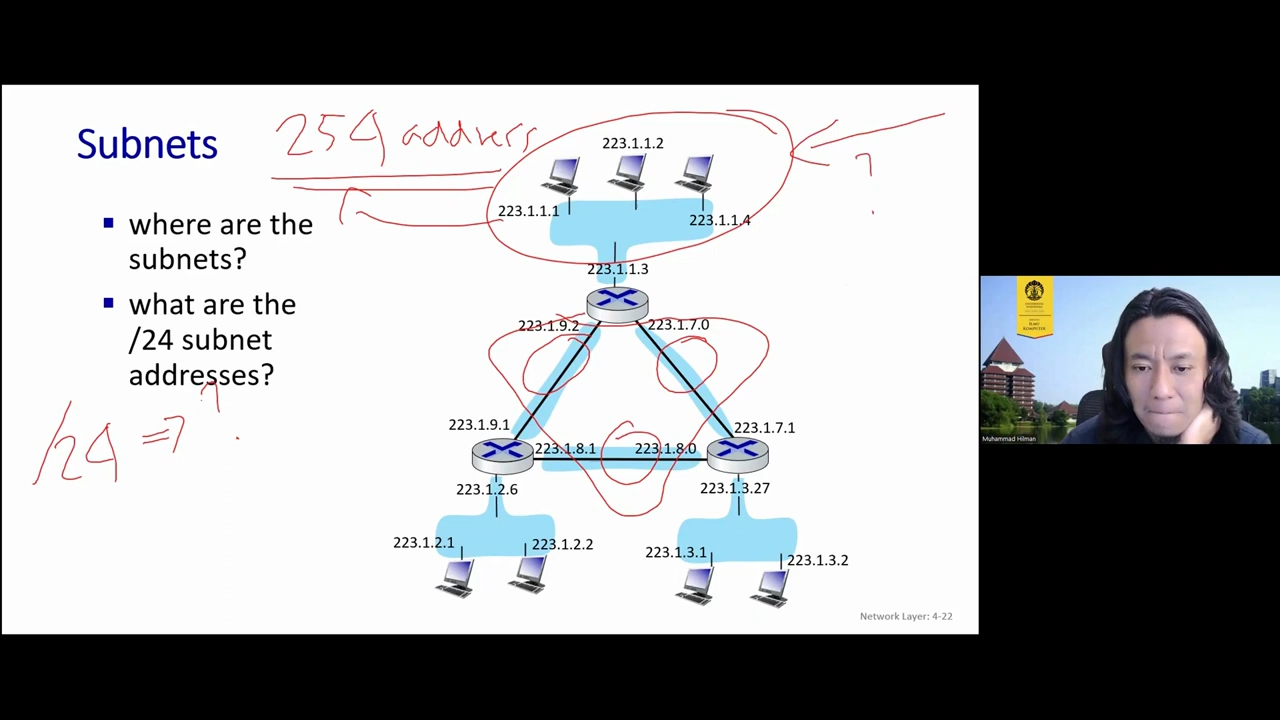 Subnets
254 address
where are the
subnets?
what are the
/24 subnet
addresses?
/24 => ?
?
223.1.1.2
223.1.1.1
223.1.1.4
223.1.1.3
223.1.9.2
223.1.7.0
223.1.9.1
223.1.7.1
223.1.8.1
223.1.8.0
223.1.2.6
223.1.3.27
223.1.2.1
223.1.2.2
223.1.3.1
223.1.3.2
Network Layer: 4-22
ILMU
KOMPUTER
Muhammad Hilman